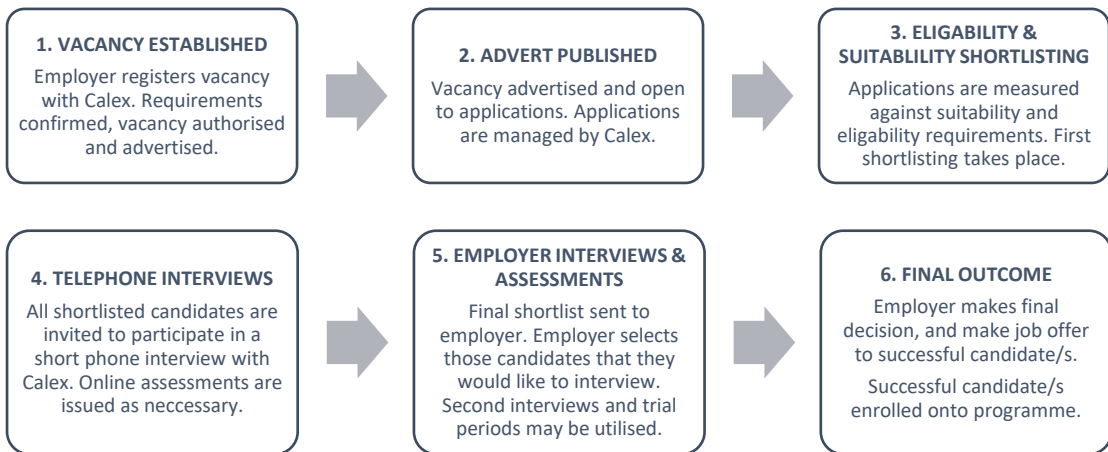 1. VACANCY ESTABLISHED
Employer registers vacancy
with Calex. Requirements
confirmed, vacancy authorised
and advertised.
2. ADVERT PUBLISHED
Vacancy advertised and open
to applications. Applications
are managed by Calex.
3. ELIGABILITY &
SUITABLILITY SHORTLISTING
Applications are measured
against suitability and
eligability requirements. First
shortlisting takes place.
4. TELEPHONE INTERVIEWS
All shortlisted candidates are
invited to participate in a
short phone interview with
Calex. Online assessments are
issued as neccessary.
5. EMPLOYER INTERVIEWS &
ASSESSMENTS
Final shortlist sent to
employer. Employer selects
those candidates that they
would like to interview.
Second interviews and trial
periods may be utilised.
6. FINAL OUTCOME
Employer makes final
decision, and make job offer
to successful candidate/s.
Successful candidate/s
enrolled onto programme.